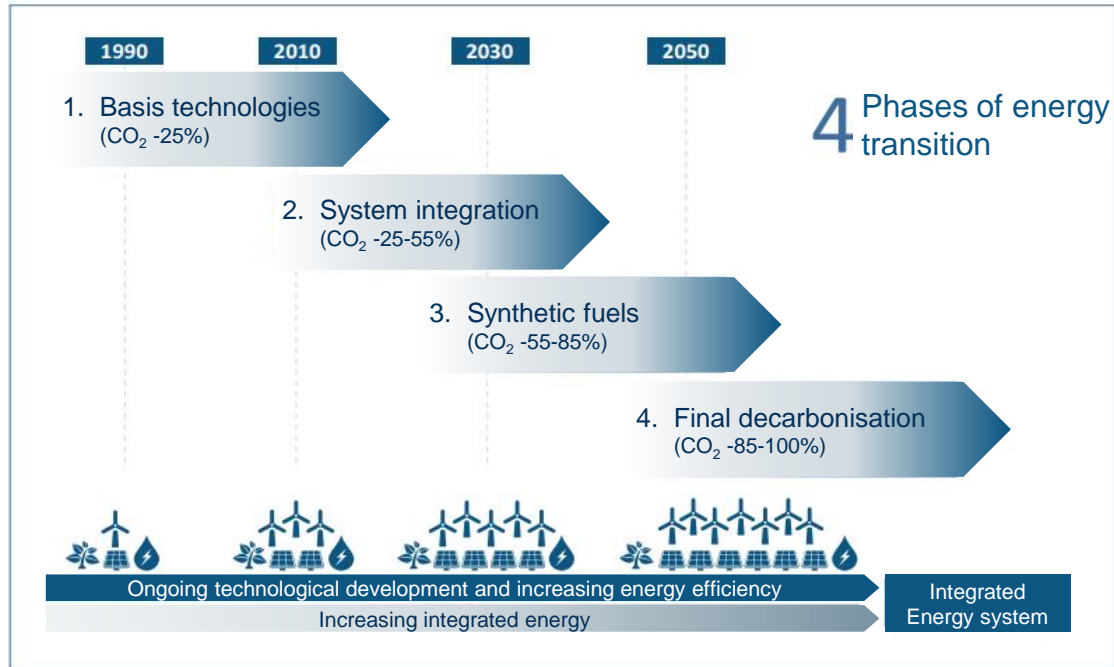 1990
2010
2030
2050
4 Phases of energy
transition
1. Basis technologies
(CO₂ -25%)
2. System integration
(CO₂ -25-55%)
3. Synthetic fuels
(CO₂ -55-85%)
4. Final decarbonisation
(CO₂ -85-100%)
Ongoing technological development and increasing energy efficiency
Increasing integrated energy
Integrated
Energy system